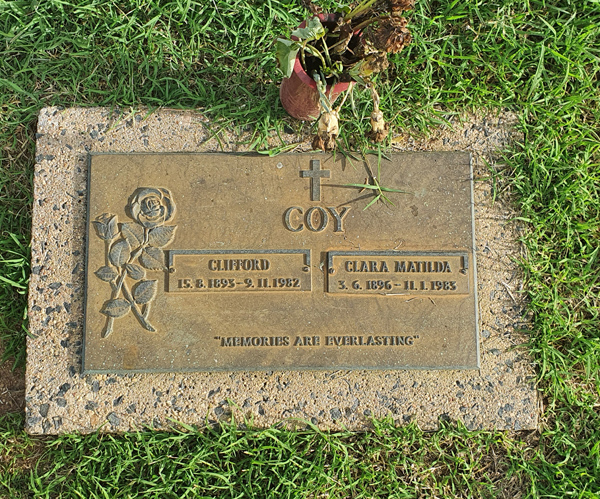 COY
CLIFFORD
15. 8. 1893 - 9. 11. 1982
CLARA MATILDA
3. 6. 1896 - 11. 1. 1983
"MEMORIES ARE EVERLASTING"